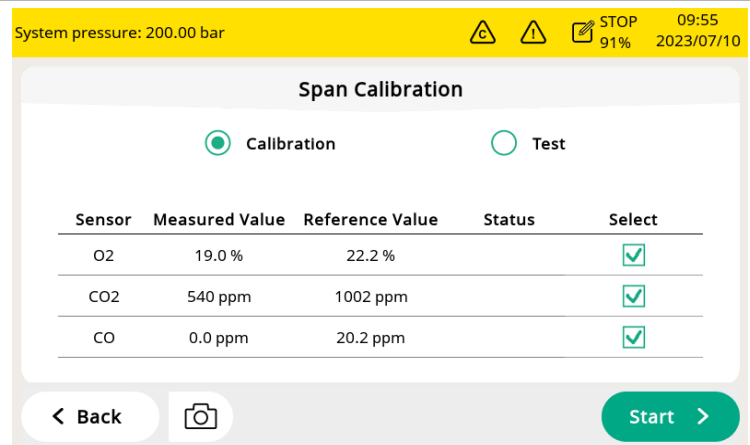 System pressure: 200.00 bar
C
!
STOP
91%
09:55
2023/07/10
Span Calibration
Calibration Test
Sensor Measured Value Reference Value Status Select
O2 19.0 % 22.2 %
CO2 540 ppm 1002 ppm
CO 0.0 ppm 20.2 ppm
Back
Start